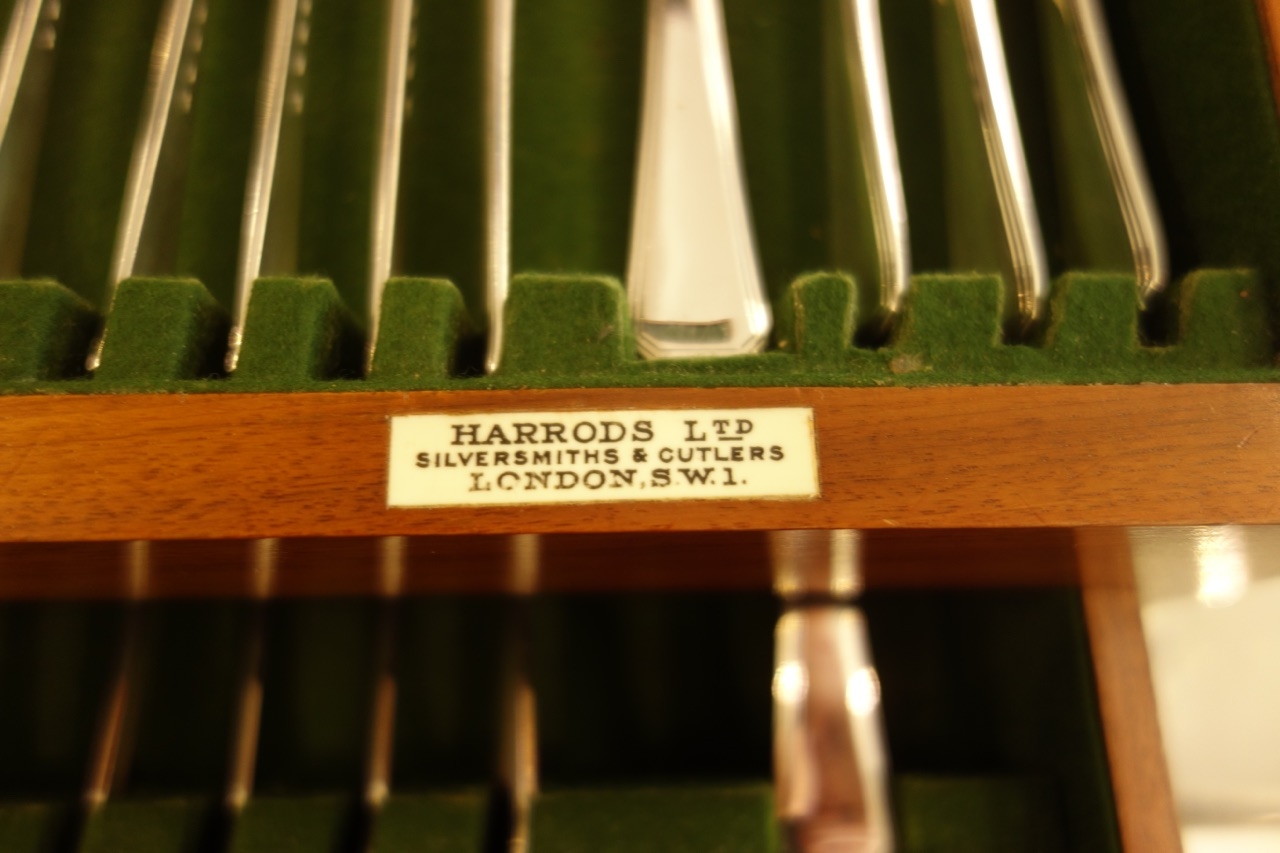 HARRODS LTD
SILVERSMITHS & CUTLERS
LONDON, S.W.1.